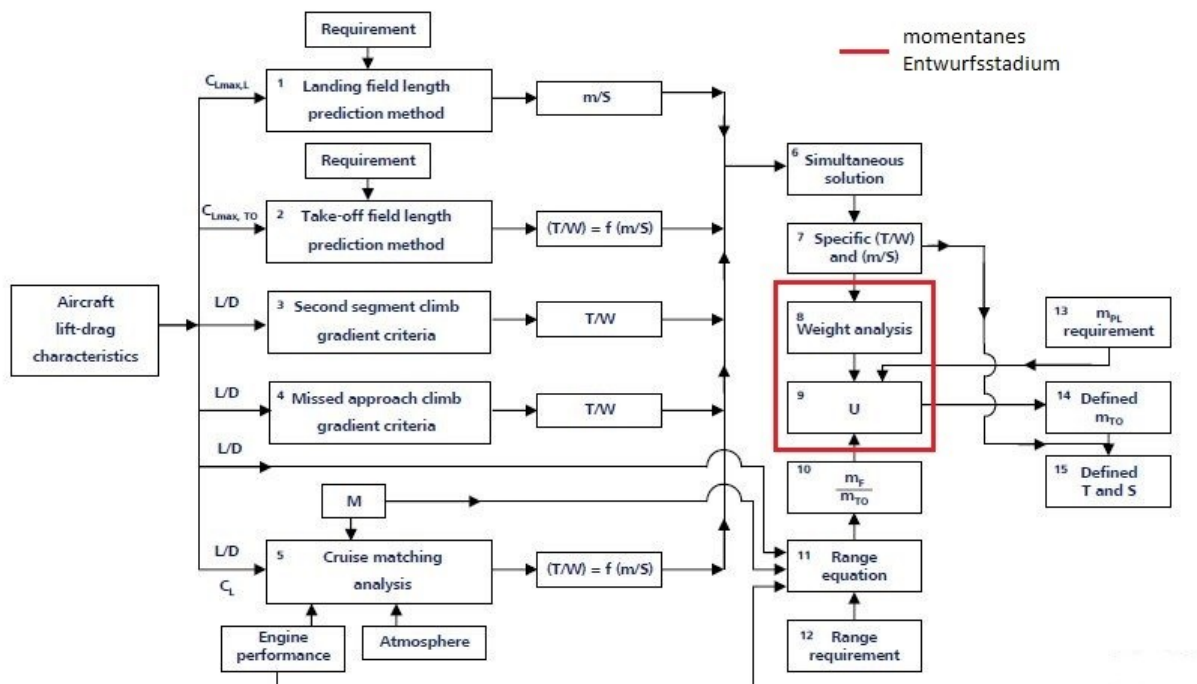 Requirement
momentanes
Entwurfsstadium
C_Lmax,L
1 Landing field length
prediction method
m/S
Requirement
6 Simultaneous
solution
C_Lmax, TO
2 Take-off field length
prediction method
(T/W) = f (m/S)
7 Specific (T/W)
and (m/S)
Aircraft
lift-drag
characteristics
L/D
3 Second segment climb
gradient criteria
T/W
8
Weight analysis
13 m_PL
requirement
L/D
4 Missed approach climb
gradient criteria
T/W
9 U
14 Defined
m_TO
L/D
10 m_F
m_TO
15 Defined
T and S
M
L/D
C_L
5 Cruise matching
analysis
(T/W) = f (m/S)
11 Range
equation
Engine
performance
Atmosphere
12 Range
requirement